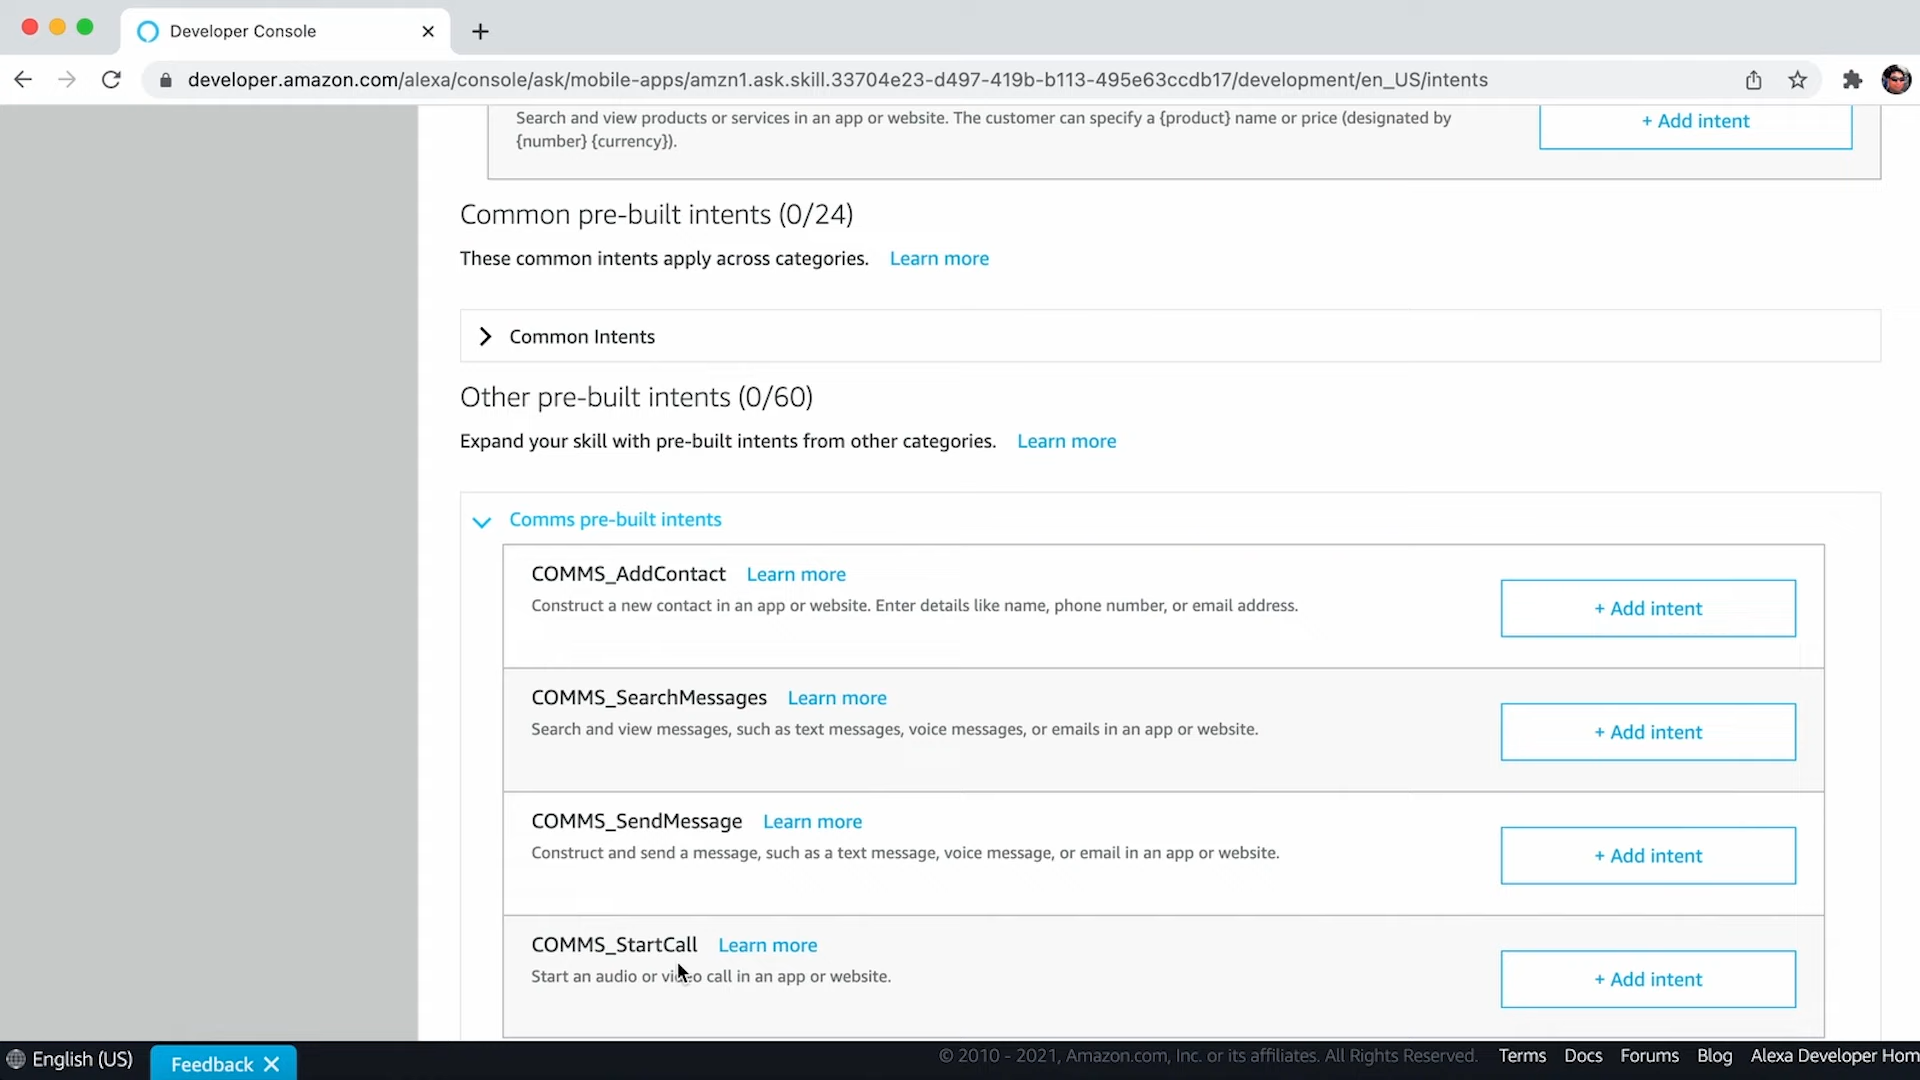 Developer Console
developer.amazon.com/alexa/console/ask/mobile-apps/amzn1.ask.skill.33704e23-d497-419b-b113-495e63ccdb17/development/en_US/intents
Search and view products or services in an app or website. The customer can specify a {product} name or price (designated by
{number} {currency}).
+ Add intent
Common pre-built intents (0/24)
These common intents apply across categories. Learn more
Common Intents
Other pre-built intents (0/60)
Expand your skill with pre-built intents from other categories. Learn more
Comms pre-built intents
COMMS_AddContact Learn more
Construct a new contact in an app or website. Enter details like name, phone number, or email address.
+ Add intent
COMMS_SearchMessages Learn more
Search and view messages, such as text messages, voice messages, or emails in an app or website.
+ Add intent
COMMS_SendMessage Learn more
Construct and send a message, such as a text message, voice message, or email in an app or website.
+ Add intent
COMMS_StartCall Learn more
Start an audio or video call in an app or website.
+ Add intent
English (US)
Feedback
© 2010 - 2021, Amazon.com, Inc. or its affiliates. All Rights Reserved. Terms Docs Forums Blog Alexa Developer Hom